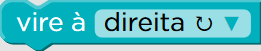 vire à direita ↻ ▼